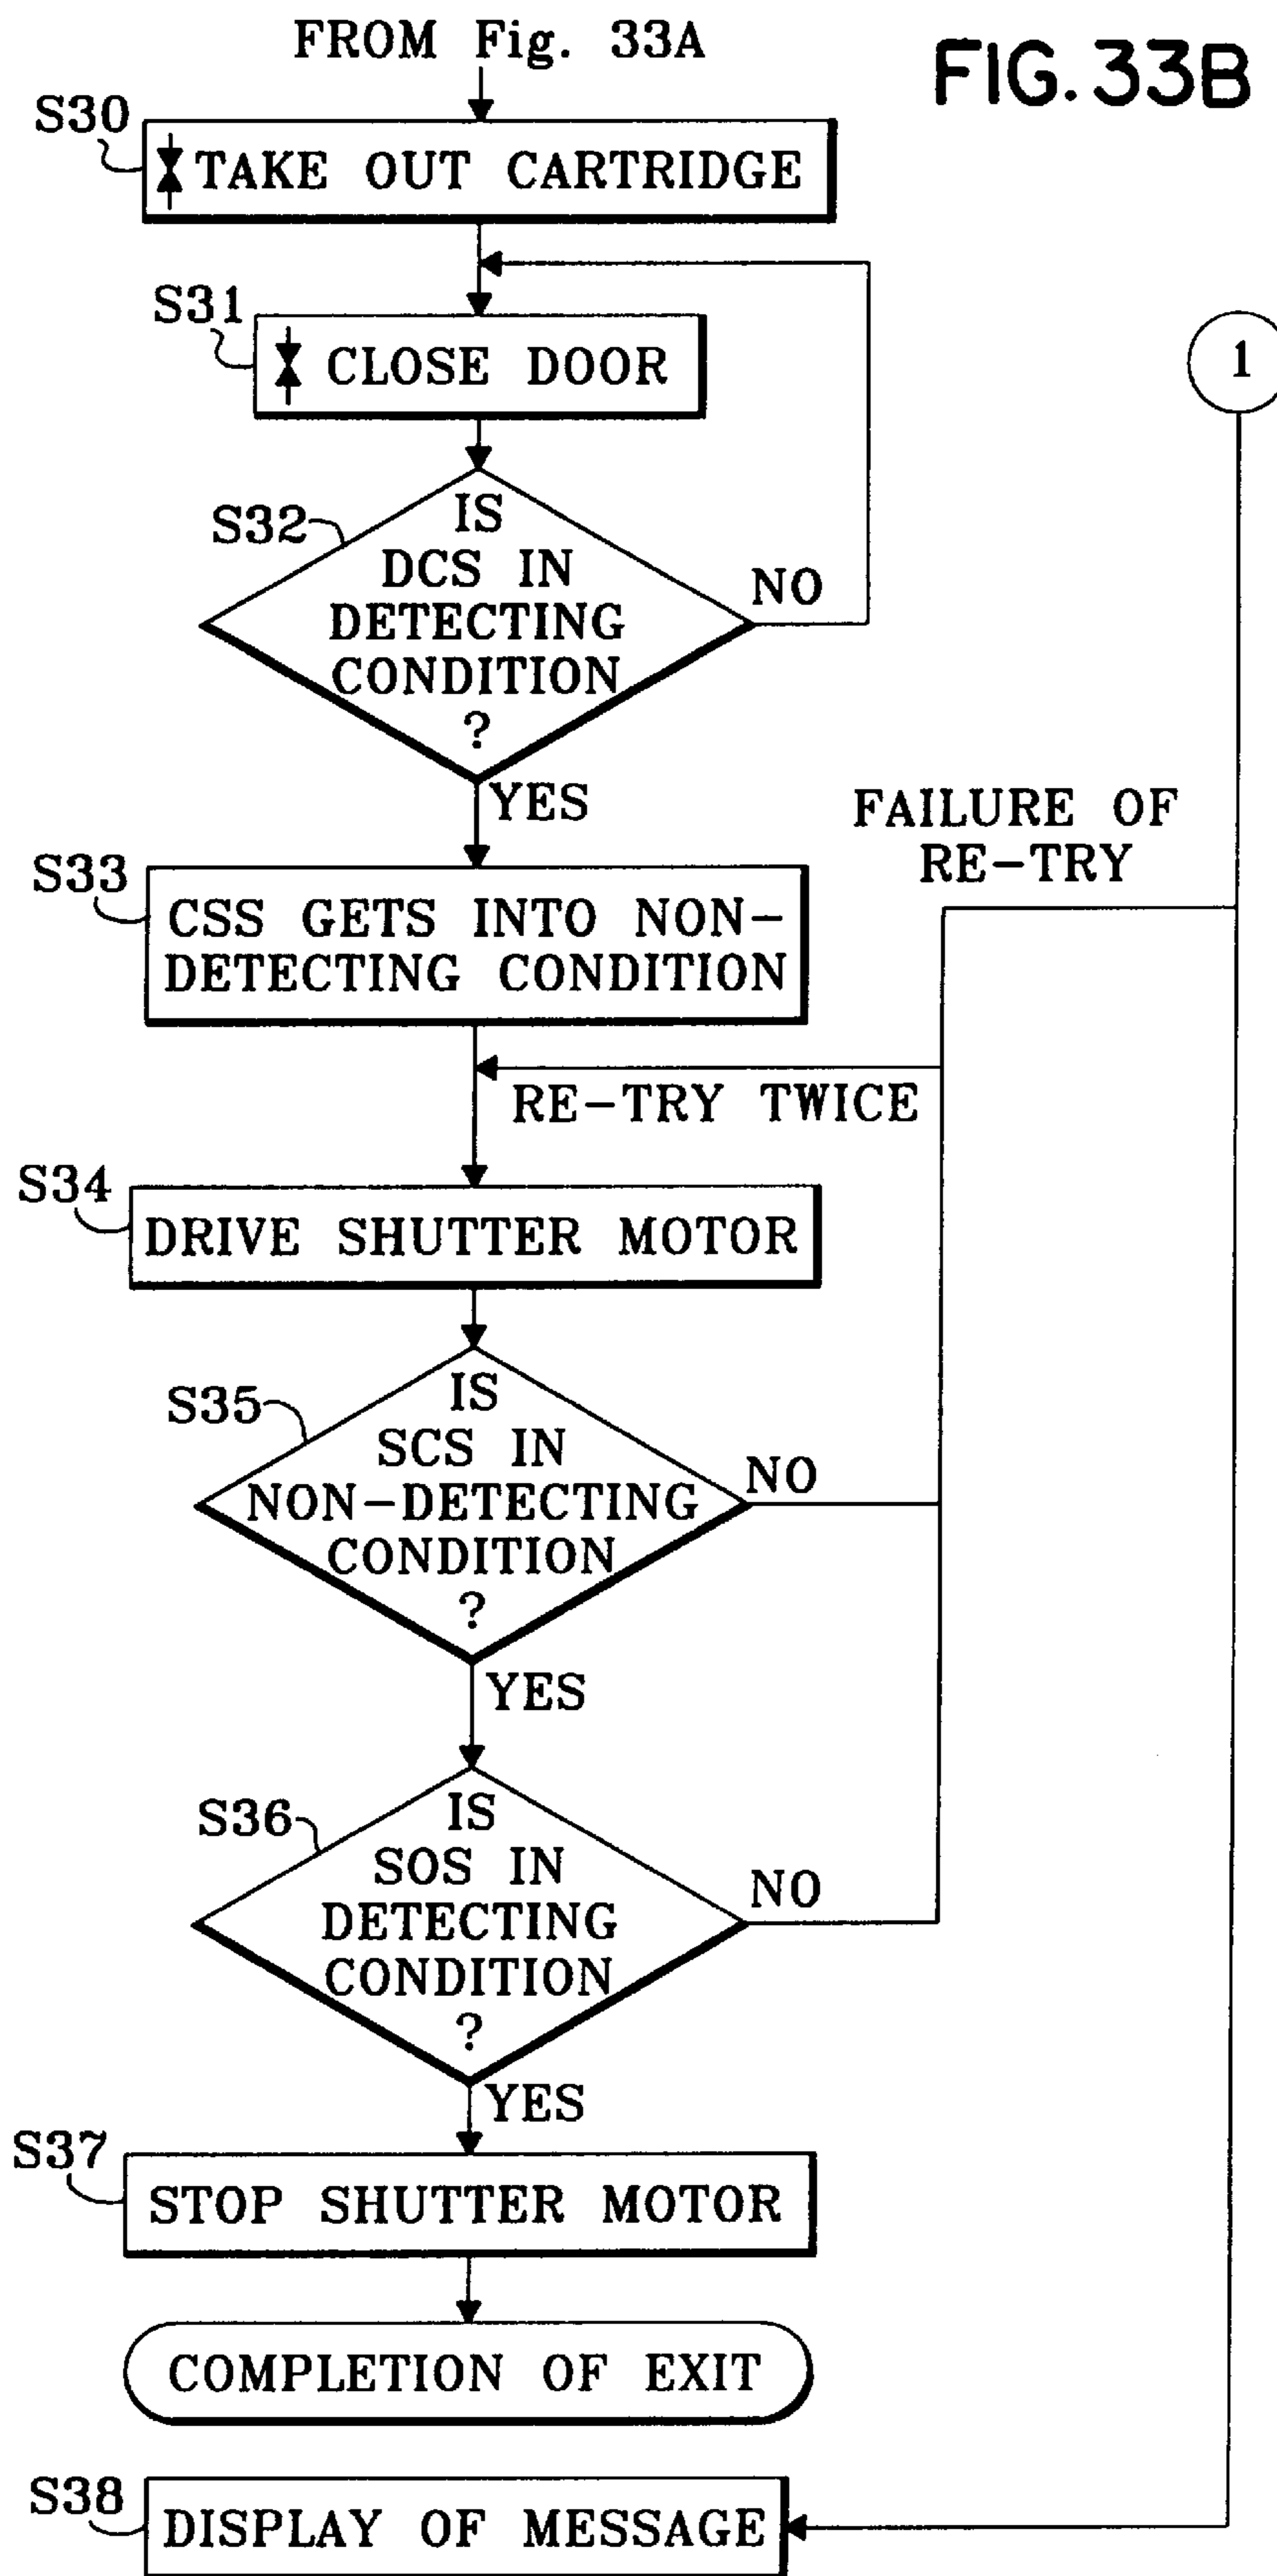 FROM Fig. 33A
FIG. 33B
S30
TAKE OUT CARTRIDGE
S31
CLOSE DOOR
1
S32
IS
DCS IN
DETECTING
CONDITION
?
NO
YES
FAILURE OF
RE-TRY
S33
CSS GETS INTO NON-
DETECTING CONDITION
RE-TRY TWICE
S34
DRIVE SHUTTER MOTOR
S35
IS
SCS IN
NON-DETECTING
CONDITION
?
NO
YES
S36
IS
SOS IN
DETECTING
CONDITION
?
NO
YES
S37
STOP SHUTTER MOTOR
COMPLETION OF EXIT
S38
DISPLAY OF MESSAGE